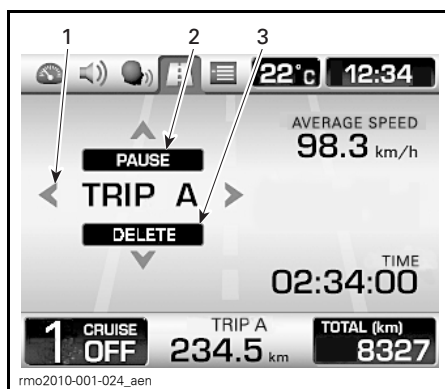 1 2 3
22°c 12:34
AVERAGE SPEED
98.3 km/h
PAUSE
TRIP A
DELETE
TIME
02:34:00
1 CRUISE OFF
TRIP A
234.5 km
TOTAL (km)
8327
rmo2010-001-024_aen